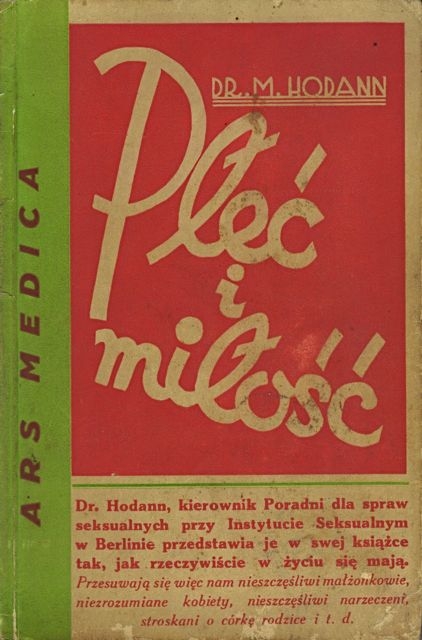 ARS MEDICA
DR. M. HODANN
Płeć
i
miłość
Dr. Hodann, kierownik Poradni dla spraw
seksualnych przy Instytucie Seksualnym
w Berlinie przedstawia je w swej książce
tak, jak rzeczywiście w życiu się mają.
Przesuwają się więc nam nieszczęśliwi małżonkowie,
niezrozumiane kobiety, nieszczęśliwi narzeczeni,
stroskani o córkę rodzice i t. d.